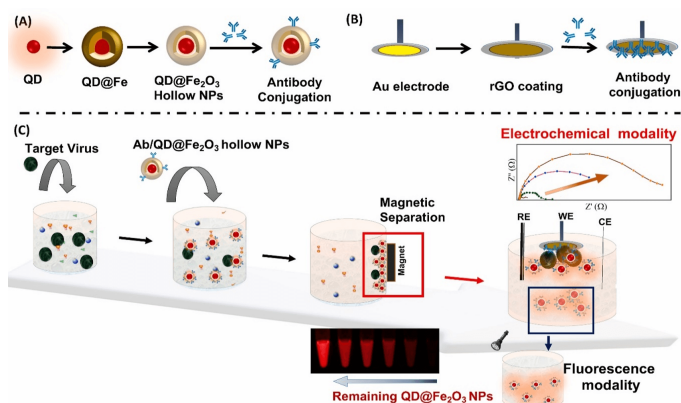 (A)
QD
QD@Fe
QD@Fe₂O₃
Hollow NPs
Antibody
Conjugation
(B)
Au electrode
rGO coating
Antibody
conjugation
(C)
Target Virus
Ab/QD@Fe₂O₃ hollow NPs
Magnetic
Separation
Magnet
Electrochemical modality
Z'' (Ω)
Z' (Ω)
RE
WE
CE
Remaining QD@Fe₂O₃ NPs
Fluorescence
modality